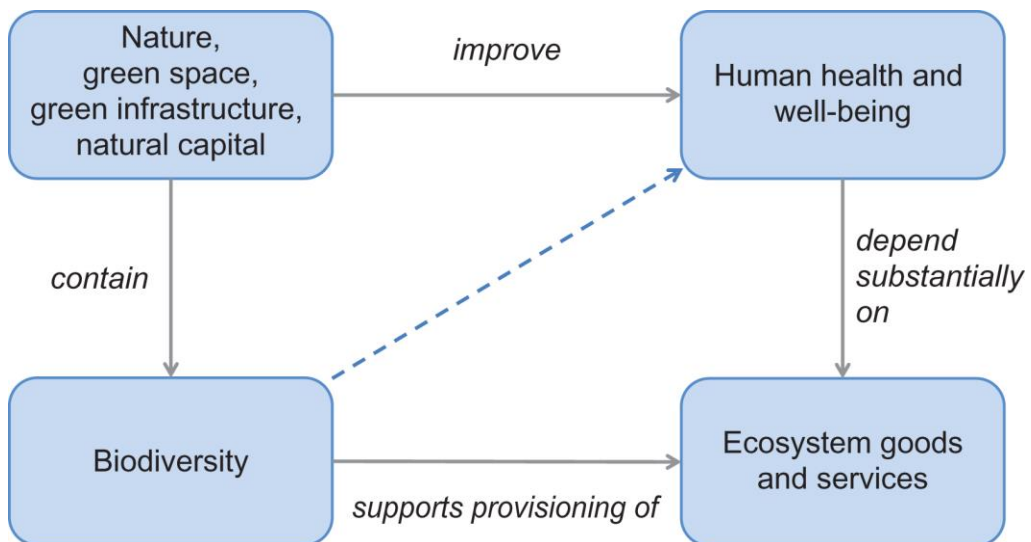 Nature,
green space,
green infrastructure,
natural capital
improve
Human health and
well-being
contain
depend
substantially
on
Biodiversity
supports provisioning of
Ecosystem goods
and services